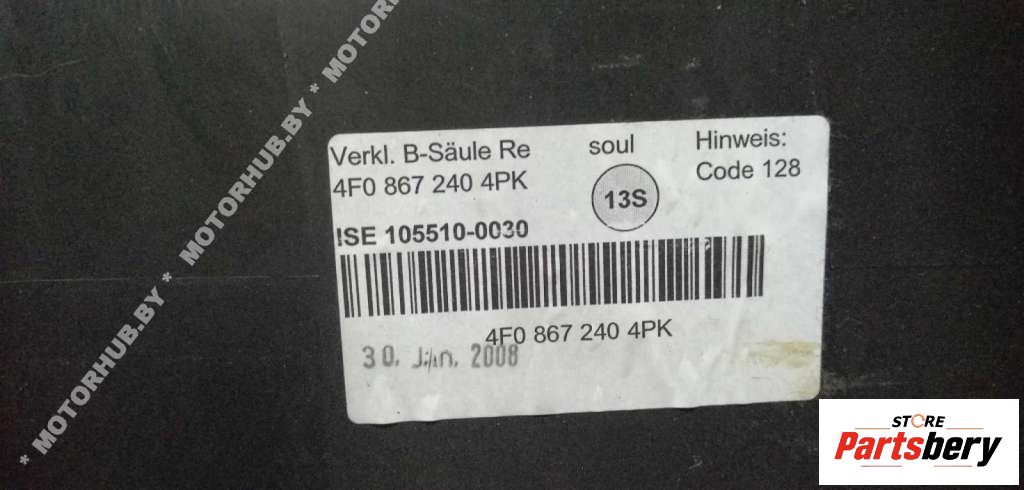 * MOTORHUB.BY * MOTORHUB.BY * MOTORHUB.BY
Verkl. B-Säule Re
4F0 867 240 4PK
soul
13S
Hinweis:
Code 128
ISE 105510-0030
4F0 867 240 4PK
30. Jan. 2008
STORE
Partsbery